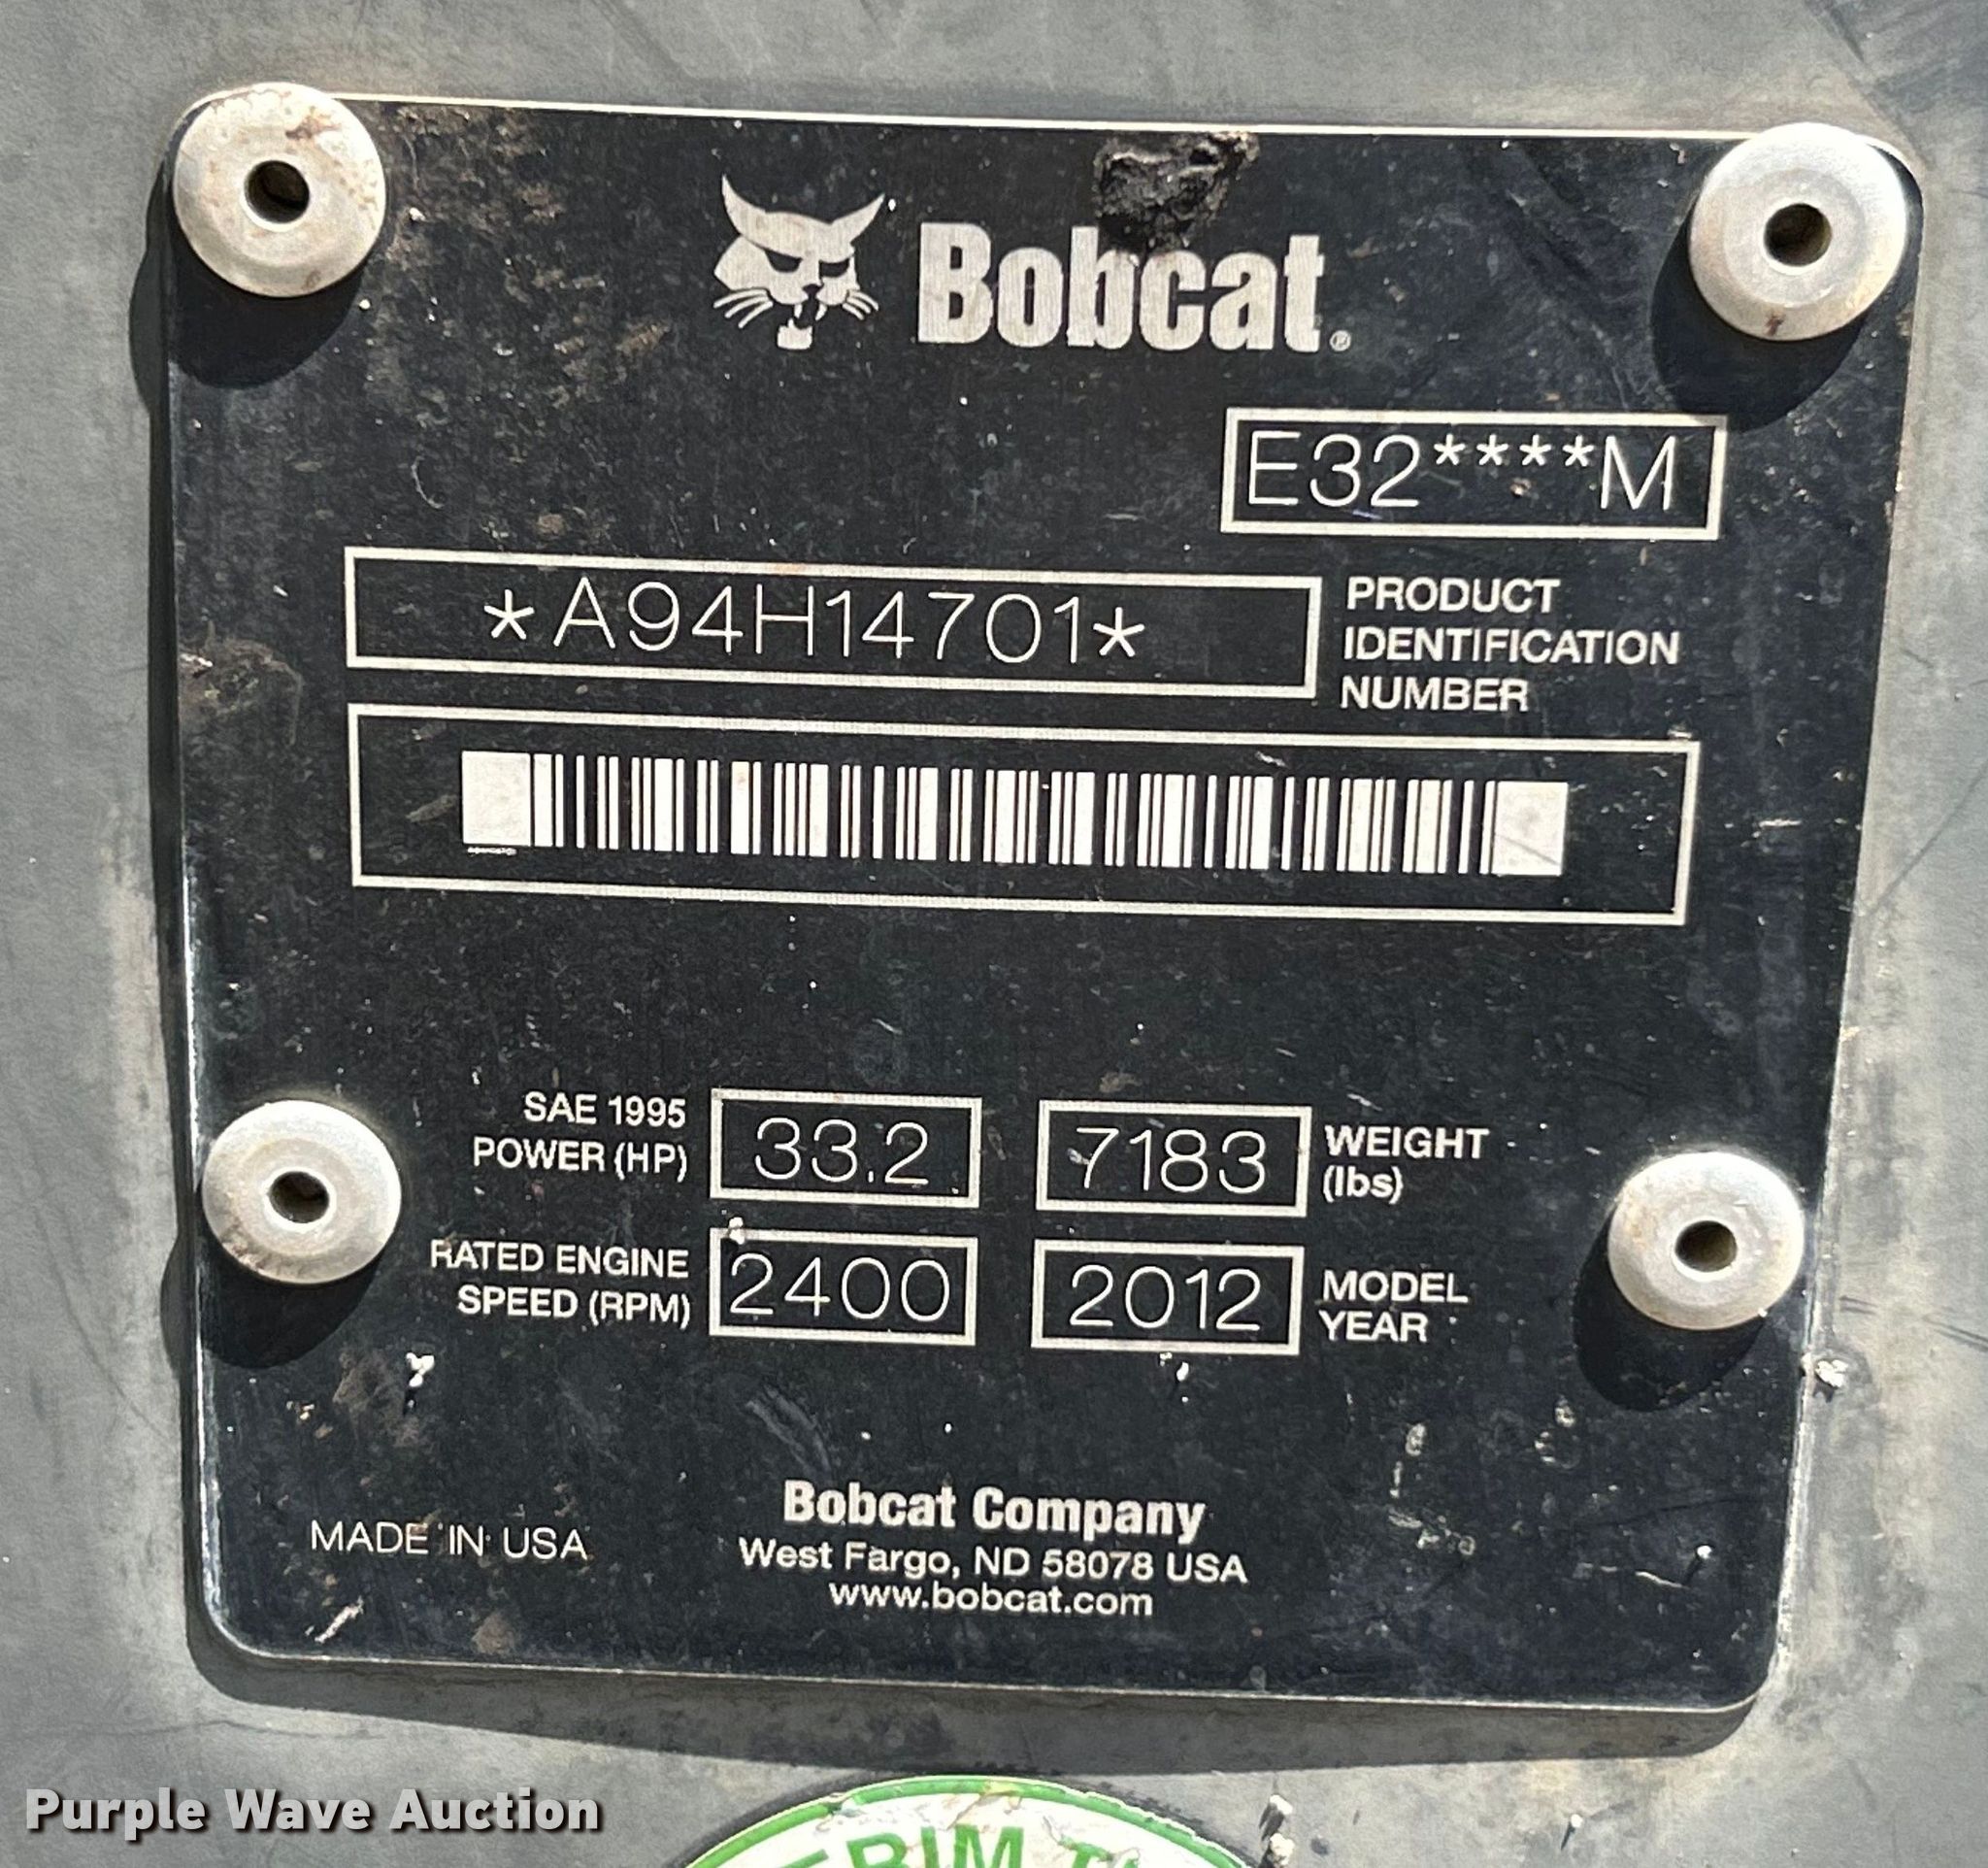 Bobcat®
E32****M
*A94H14701*
PRODUCT
IDENTIFICATION
NUMBER
SAE 1995
POWER (HP)
33.2
7183
WEIGHT
(lbs)
RATED ENGINE
SPEED (RPM)
2400
2012
MODEL
YEAR
MADE IN USA
Bobcat Company
West Fargo, ND 58078 USA
www.bobcat.com
Purple Wave Auction